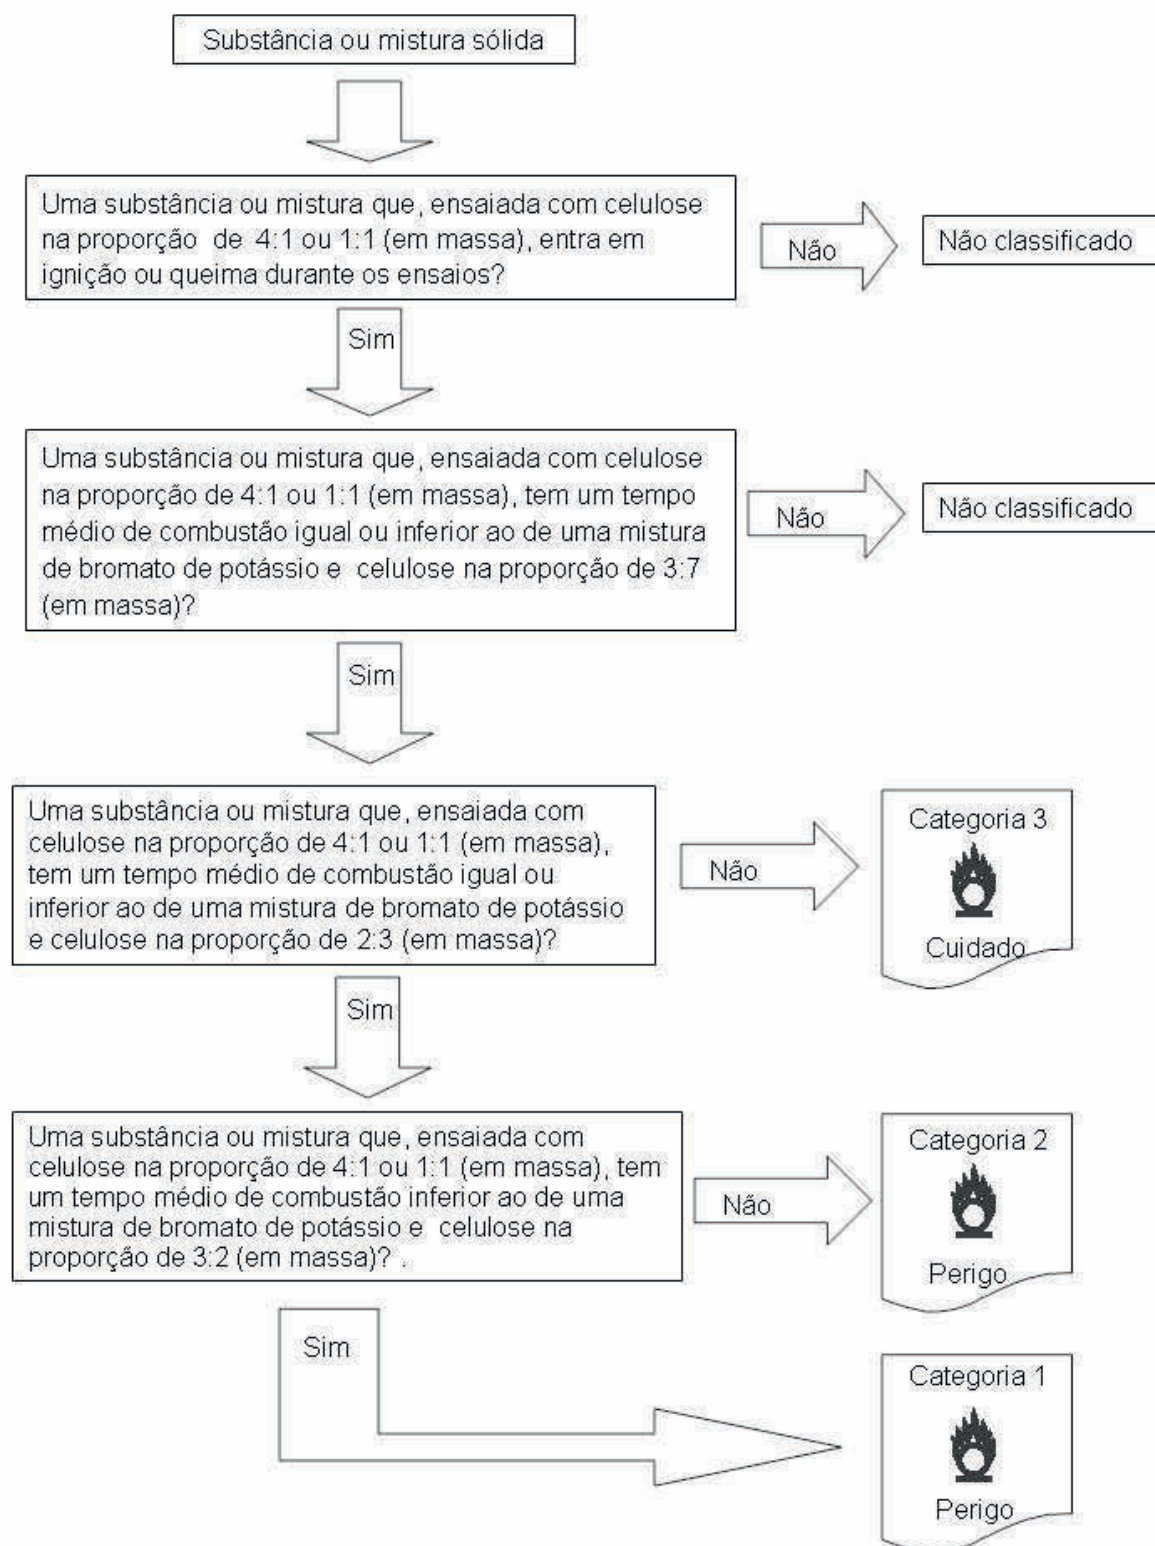 Substância ou mistura sólida
Uma substância ou mistura que, ensaiada com celulose
na proporção de 4:1 ou 1:1 (em massa), entra em
ignição ou queima durante os ensaios?
Não
Não classificado
Sim
Uma substância ou mistura que, ensaiada com celulose
na proporção de 4:1 ou 1:1 (em massa), tem um tempo
médio de combustão igual ou inferior ao de uma mistura
de bromato de potássio e celulose na proporção de 3:7
(em massa)?
Não
Não classificado
Sim
Uma substância ou mistura que, ensaiada com
celulose na proporção de 4:1 ou 1:1 (em massa),
tem um tempo médio de combustão igual ou
inferior ao de uma mistura de bromato de potássio
e celulose na proporção de 2:3 (em massa)?
Não
Categoria 3
Cuidado
Sim
Uma substância ou mistura que, ensaiada com
celulose na proporção de 4:1 ou 1:1 (em massa), tem
um tempo médio de combustão inferior ao de uma
mistura de bromato de potássio e celulose na
proporção de 3:2 (em massa)? .
Não
Categoria 2
Perigo
Sim
Categoria 1
Perigo